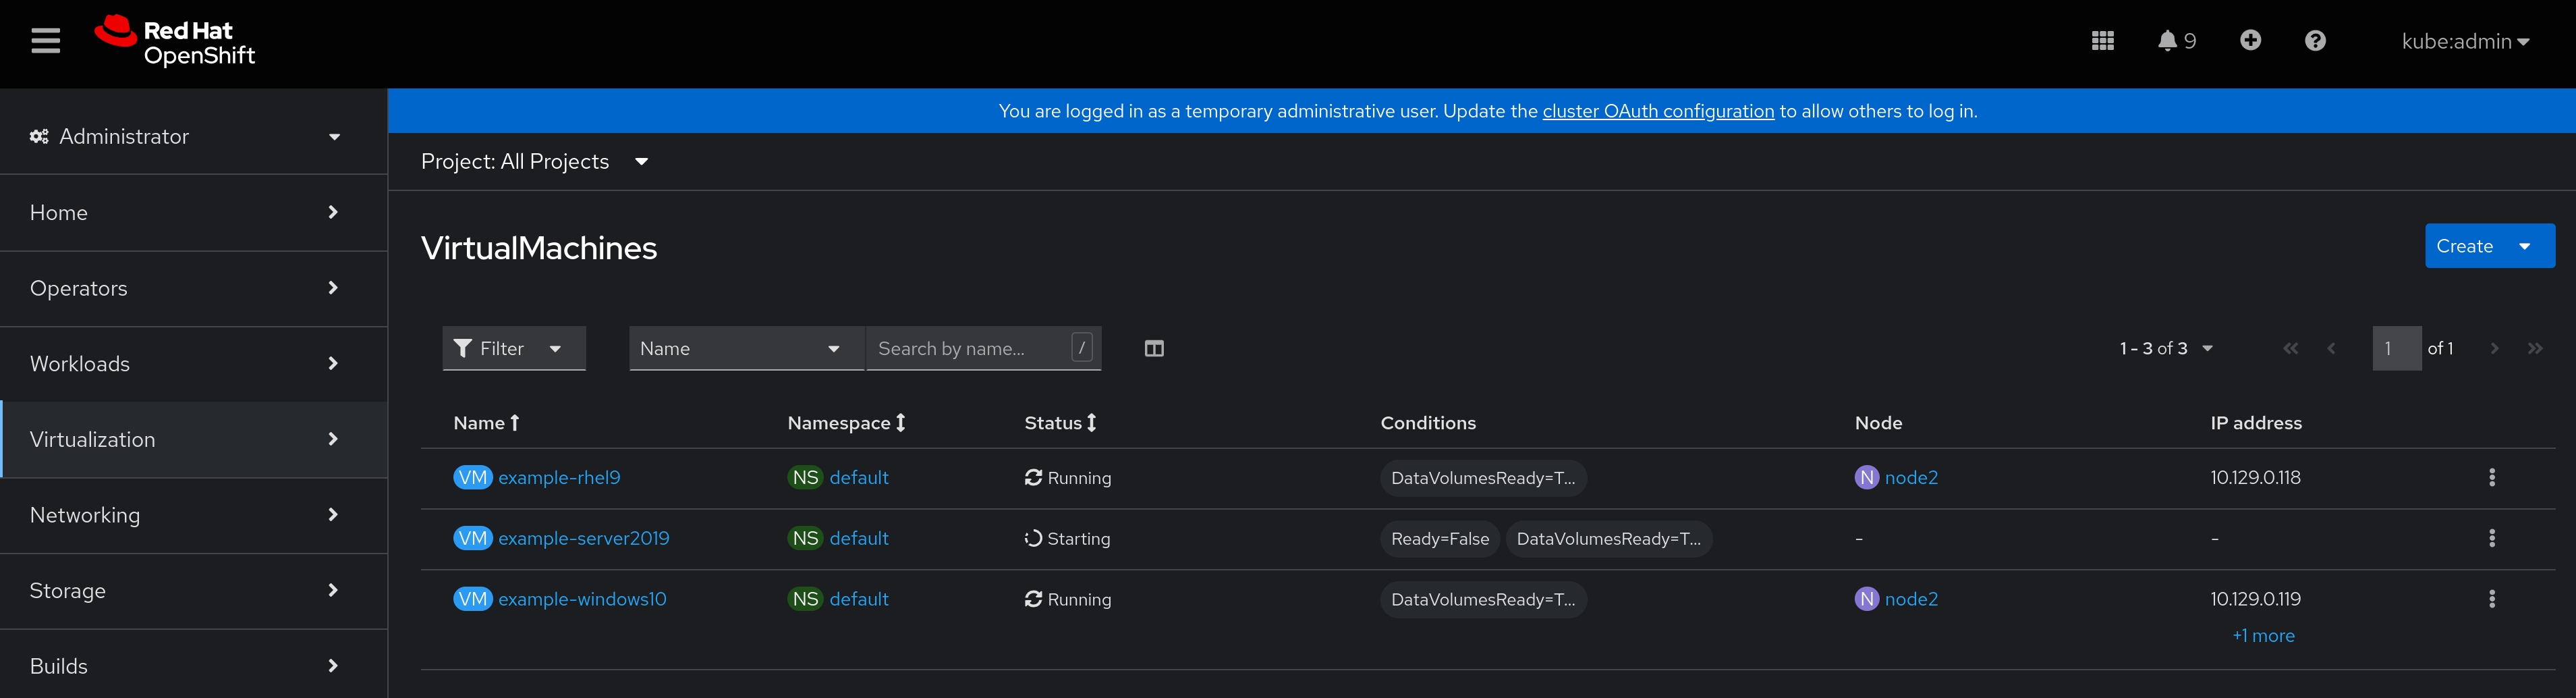 Red Hat
OpenShift
9
kube:admin
Administrator
Home
Operators
Workloads
Virtualization
Networking
Storage
Builds
You are logged in as a temporary administrative user. Update the cluster OAuth configuration to allow others to log in.
Project: All Projects
VirtualMachines
Create
Filter
Name
Search by name...
/
1 - 3 of 3
1 of 1
Name Namespace Status Conditions Node IP address
VM example-rhel9 NS default Running DataVolumesReady=T... N node2 10.129.0.118
VM example-server2019 NS default Starting Ready=False DataVolumesReady=T... - -
VM example-windows10 NS default Running DataVolumesReady=T... N node2 10.129.0.119
+1 more